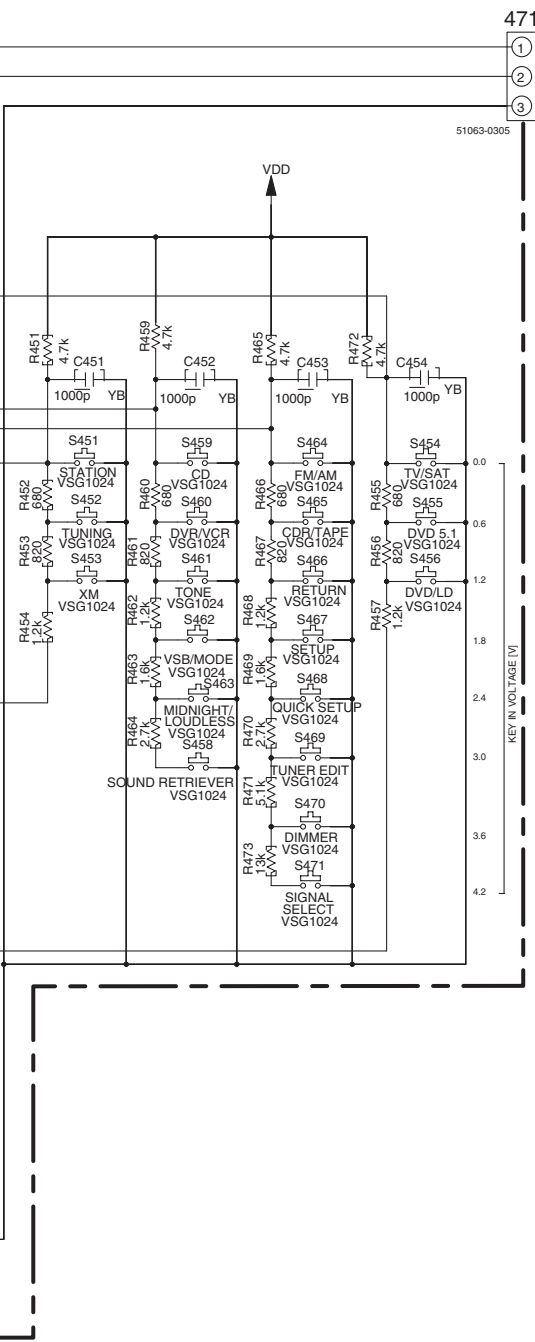 471
1
2
3
51063-0305
VDD
R451
4.7k
R459
4.7k
R465
4.7k
R472
4.7k
C451
1000p
YB
C452
1000p
YB
C453
1000p
YB
C454
1000p
YB
S451
STATION
VSG1024
R452
680
S452
TUNING
VSG1024
R453
820
S453
XM
VSG1024
R454
1.2k
S459
CD
VSG1024
R460
680
S460
DVR/VCR
VSG1024
R461
820
S461
TONE
VSG1024
R462
1.2k
S462
VSB/MODE
VSG1024
R463
1.6k
S463
MIDNIGHT/
LOUDLESS
VSG1024
R464
2.7k
S458
SOUND RETRIEVER
VSG1024
S464
FM/AM
VSG1024
R466
680
S465
CDR/TAPE
VSG1024
R467
820
S466
RETURN
VSG1024
R468
1.2k
S467
SETUP
VSG1024
R469
1.6k
S468
QUICK SETUP
VSG1024
R470
2.7k
S469
TUNER EDIT
VSG1024
R471
5.1k
S470
DIMMER
VSG1024
R473
13k
S471
SIGNAL
SELECT
VSG1024
S454
TV/SAT
VSG1024
R455
680
S455
DVD 5.1
VSG1024
R456
820
S456
DVD/LD
VSG1024
R457
1.2k
0.0
0.6
1.2
1.8
2.4
3.0
3.6
4.2
KEY IN VOLTAGE [V]